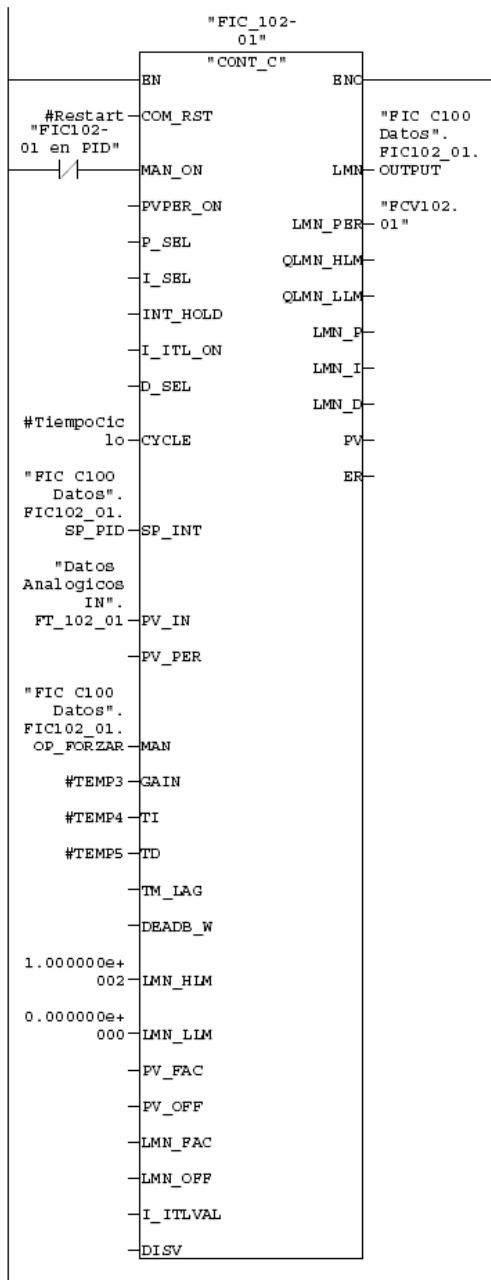 "FIC_102-
01"
"CONT_C"
EN ENO
#Restart COM_RST
"FIC102-
01 en PID" MAN_ON
"FIC C100
Datos".
FIC102_01.
LMN OUTPUT
PVPER_ON
"FCV102.
LMN_PER 01"
P_SEL
QLMN_HLM
I_SEL
QLMN_LLM
INT_HOLD
LMN_P
I_ITL_ON
LMN_I
D_SEL
LMN_D
#TiempoCic
lo CYCLE
PV
ER
"FIC C100
Datos".
FIC102_01.
SP_PID SP_INT
"Datos
Analogicos
IN".
FT_102_01 PV_IN
PV_PER
"FIC C100
Datos".
FIC102_01.
OP_FORZAR MAN
#TEMP3 GAIN
#TEMP4 TI
#TEMP5 TD
TM_LAG
DEADB_W
1.000000e+
002 LMN_HLM
0.000000e+
000 LMN_LLM
PV_FAC
PV_OFF
LMN_FAC
LMN_OFF
I_ITLVAL
DISV